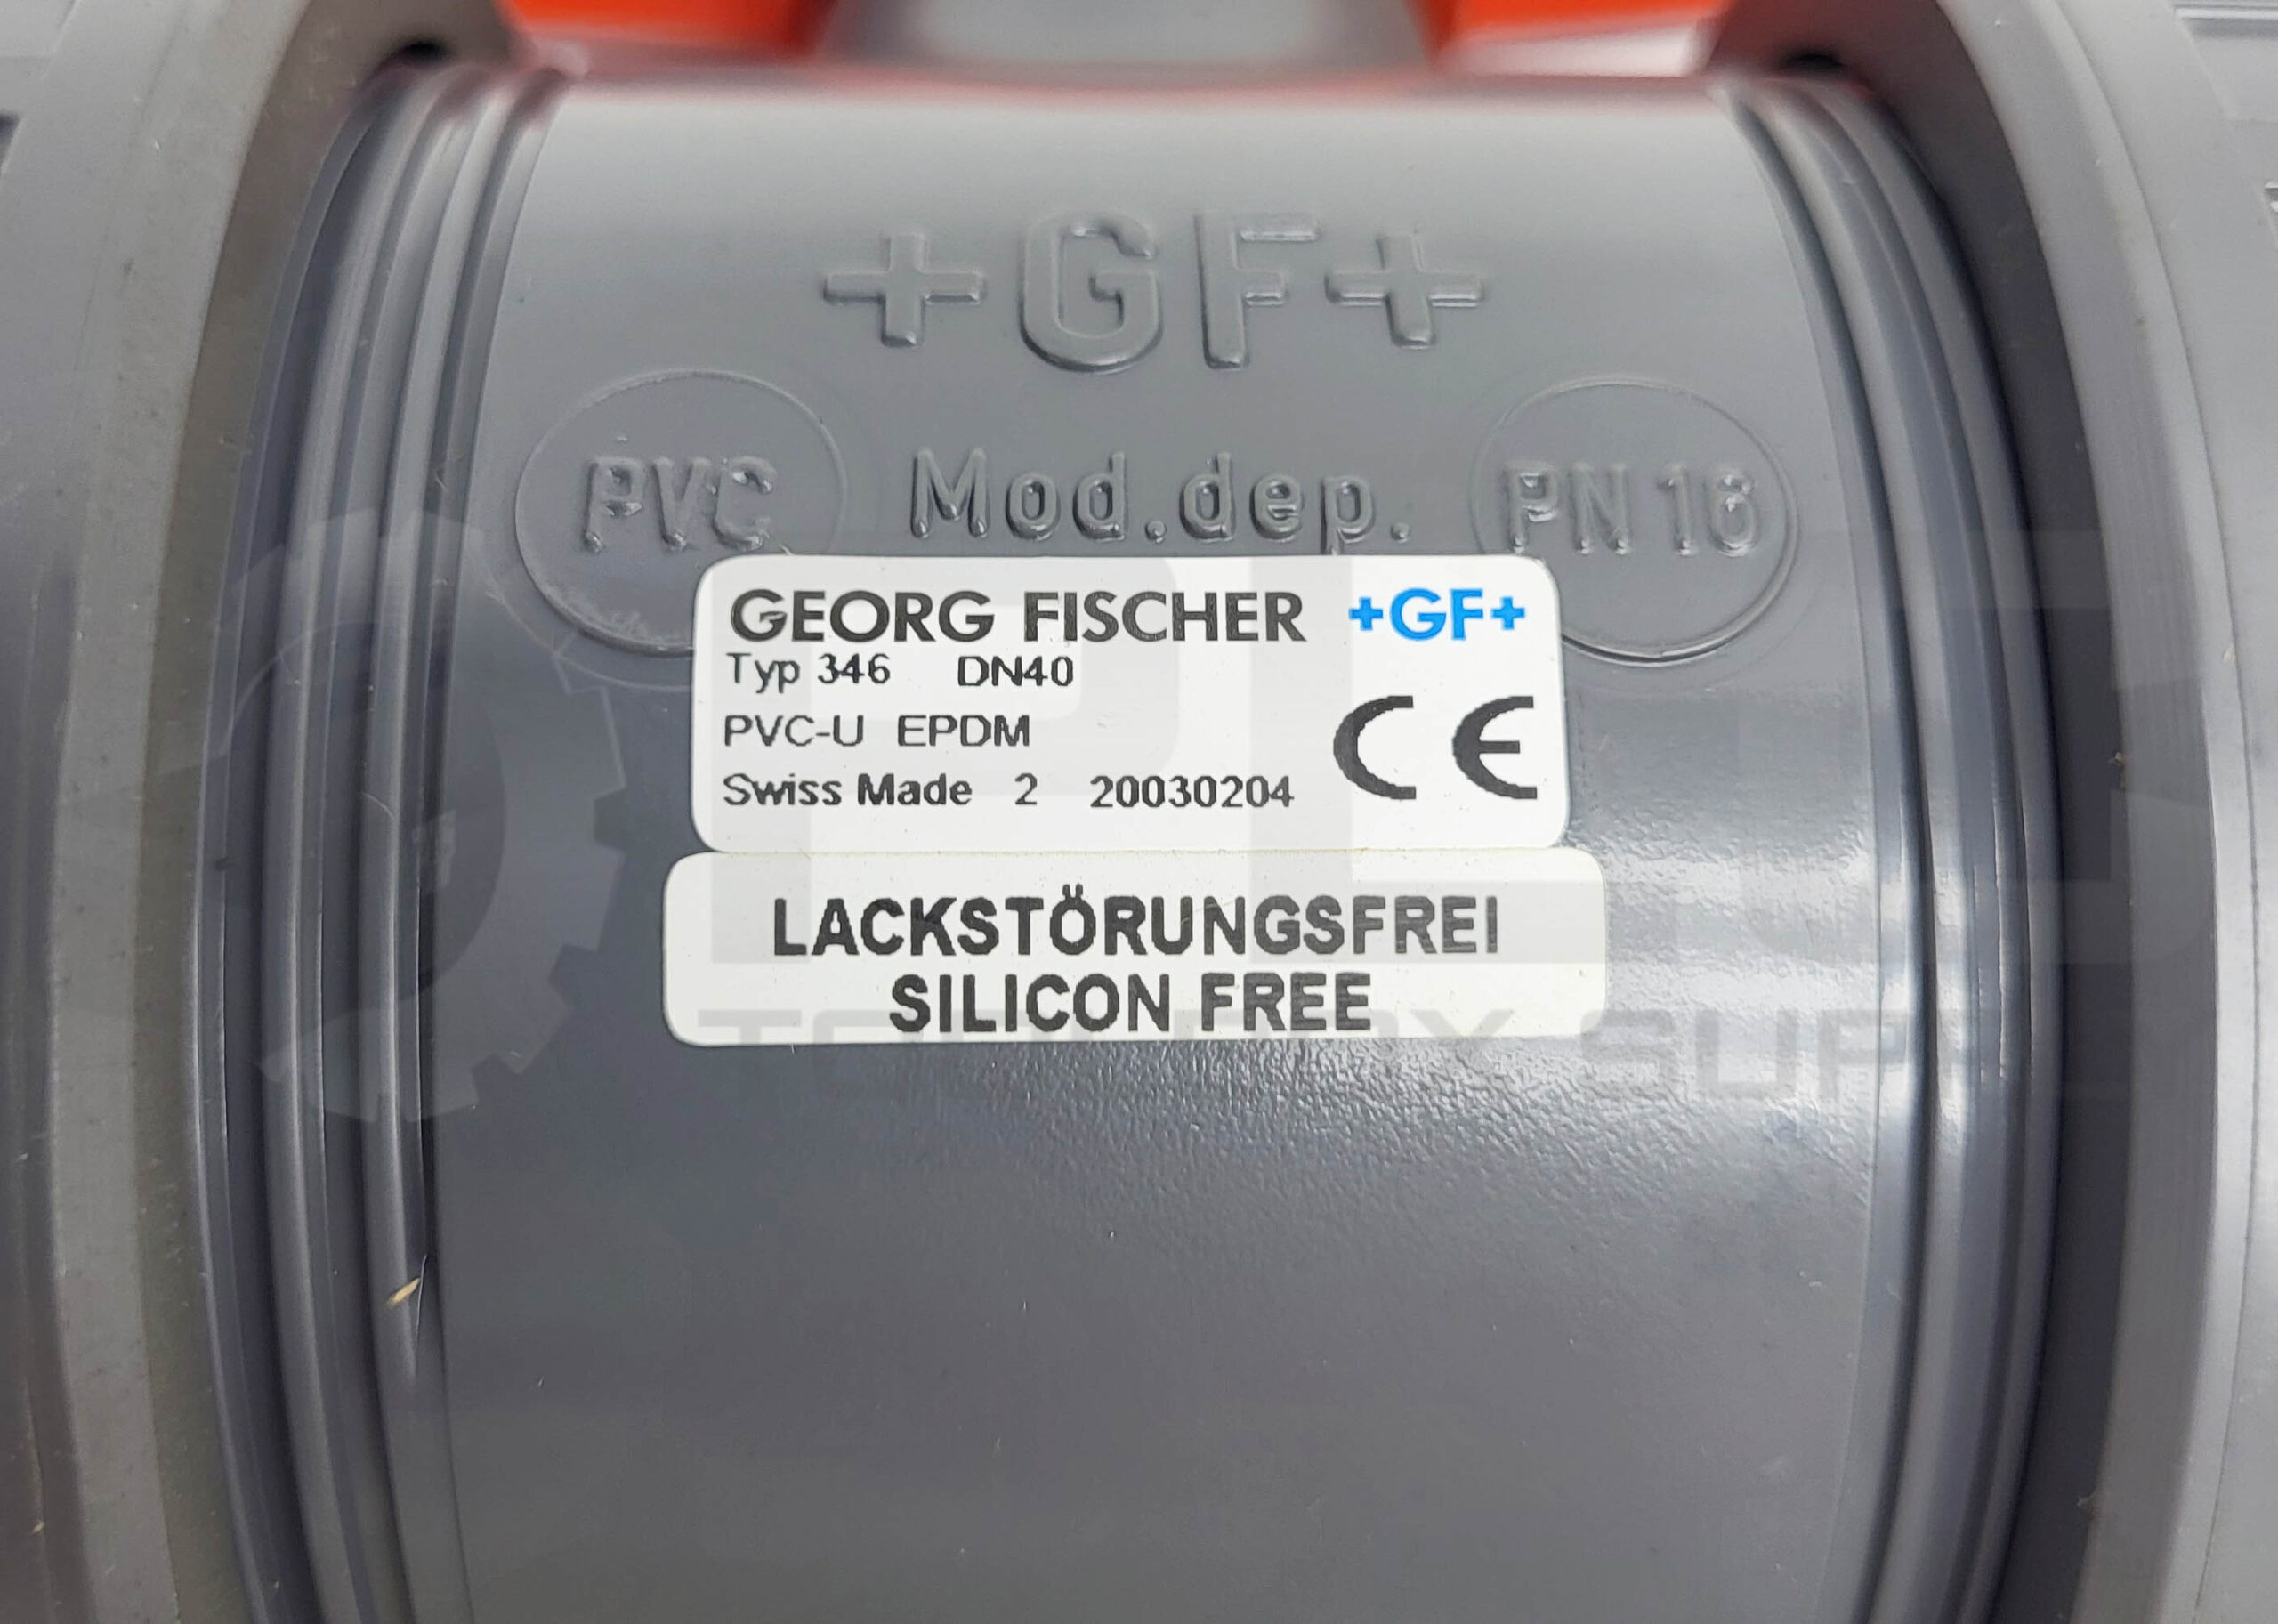 +GF+
PVC Mod.dep. PN 16
GEORG FISCHER +GF+
Typ 346 DN40
PVC-U EPDM
CE
Swiss Made 2 20030204
LACKSTÖRUNGSFREI
SILICON FREE